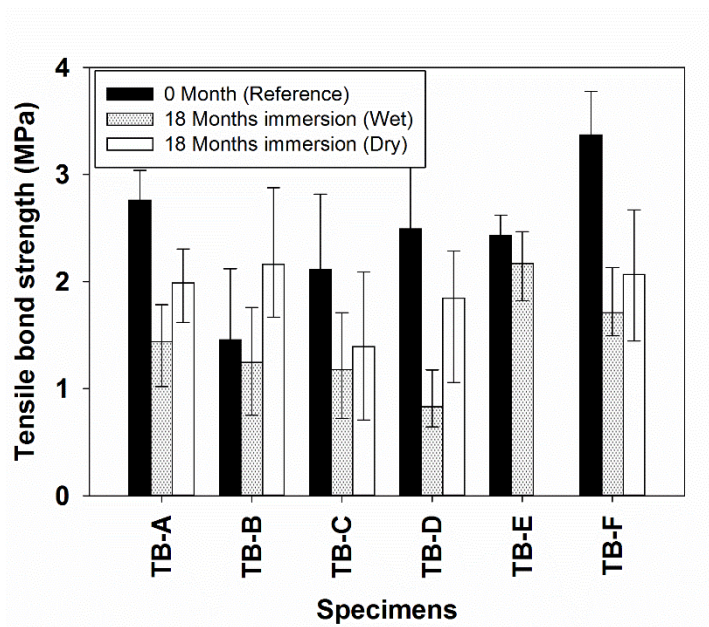 4
0 Month (Reference)
18 Months immersion (Wet)
18 Months immersion (Dry)
3
2
1
0
Tensile bond strength (MPa)
TB-A
TB-B
TB-C
TB-D
TB-E
TB-F
Specimens